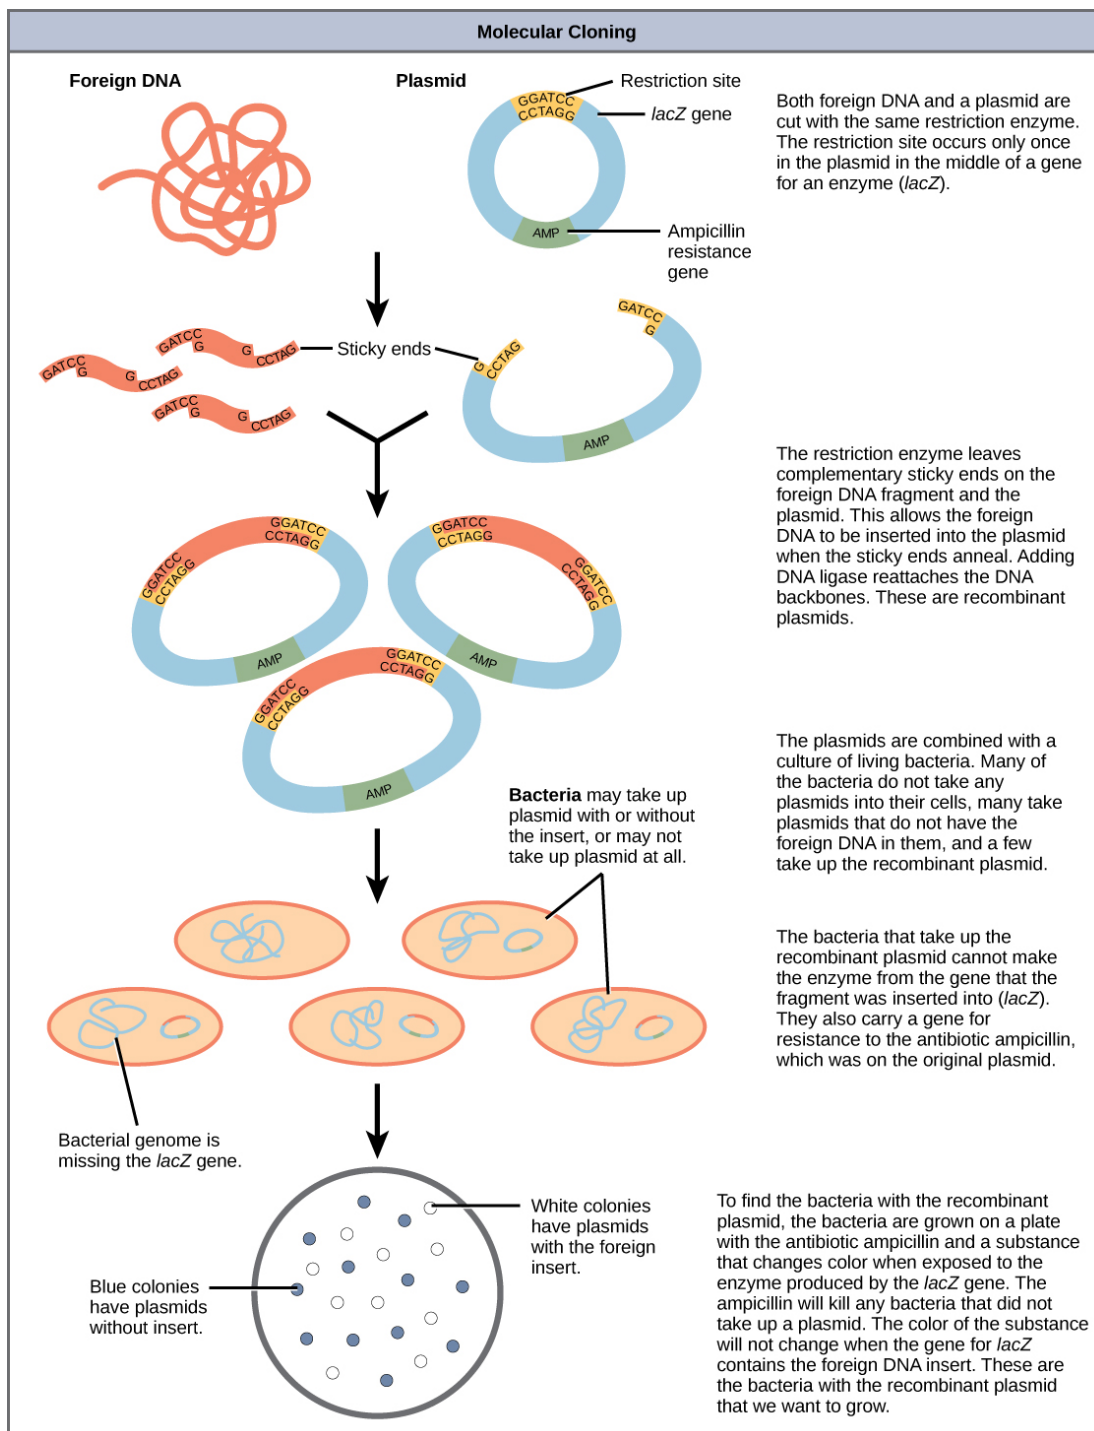 Molecular Cloning
Foreign DNA
Plasmid
Restriction site
GGATCC
CCTAGG
lacZ gene
AMP
Ampicillin
resistance
gene
Both foreign DNA and a plasmid are
cut with the same restriction enzyme.
The restriction site occurs only once
in the plasmid in the middle of a gene
for an enzyme (lacZ).
GATCC
G
G
CCTAG
GATCC
G
G
CCTAG
GATCC
G
G
CCTAG
Sticky ends
G
CCTAG
GATCC
G
AMP
The restriction enzyme leaves
complementary sticky ends on the
foreign DNA fragment and the
plasmid. This allows the foreign
DNA to be inserted into the plasmid
when the sticky ends anneal. Adding
DNA ligase reattaches the DNA
backbones. These are recombinant
plasmids.
GGATCC
CCTAGG
GGATCC
CCTAGG
AMP
GGATCC
CCTAGG
GGATCC
CCTAGG
AMP
GGATCC
CCTAGG
GGATCC
CCTAGG
AMP
The plasmids are combined with a
culture of living bacteria. Many of
the bacteria do not take any
plasmids into their cells, many take
plasmids that do not have the
foreign DNA in them, and a few
take up the recombinant plasmid.
Bacteria may take up
plasmid with or without
the insert, or may not
take up plasmid at all.
The bacteria that take up the
recombinant plasmid cannot make
the enzyme from the gene that the
fragment was inserted into (lacZ).
They also carry a gene for
resistance to the antibiotic ampicillin,
which was on the original plasmid.
Bacterial genome is
missing the lacZ gene.
White colonies
have plasmids
with the foreign
insert.
Blue colonies
have plasmids
without insert.
To find the bacteria with the recombinant
plasmid, the bacteria are grown on a plate
with the antibiotic ampicillin and a substance
that changes color when exposed to the
enzyme produced by the lacZ gene. The
ampicillin will kill any bacteria that did not
take up a plasmid. The color of the substance
will not change when the gene for lacZ
contains the foreign DNA insert. These are
the bacteria with the recombinant plasmid
that we want to grow.